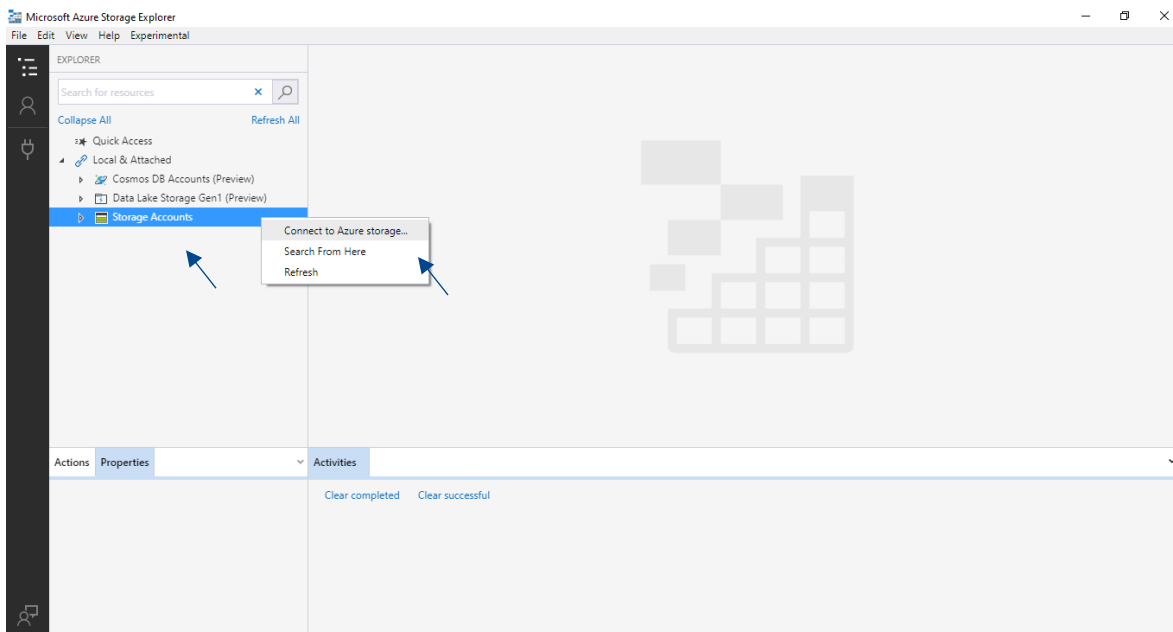 Microsoft Azure Storage Explorer
File Edit View Help Experimental
EXPLORER
Search for resources
Collapse All Refresh All
Quick Access
Local & Attached
Cosmos DB Accounts (Preview)
Data Lake Storage Gen1 (Preview)
Storage Accounts
Connect to Azure storage...
Search From Here
Refresh
Actions Properties Activities
Clear completed Clear successful